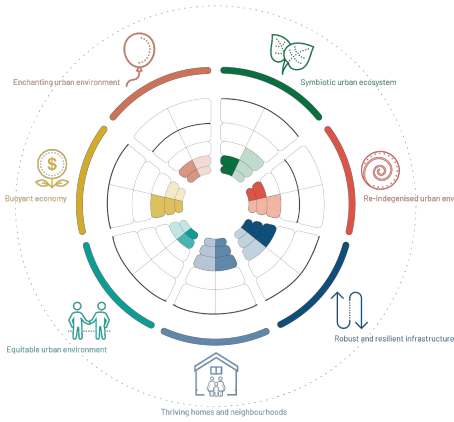 Enchanting urban environment
Symbiotic urban ecosystem
$
Buoyant economy
Re-indegenised urban env
Robust and resilient infrastructure
Equitable urban environment
Thriving homes and neighbourhoods